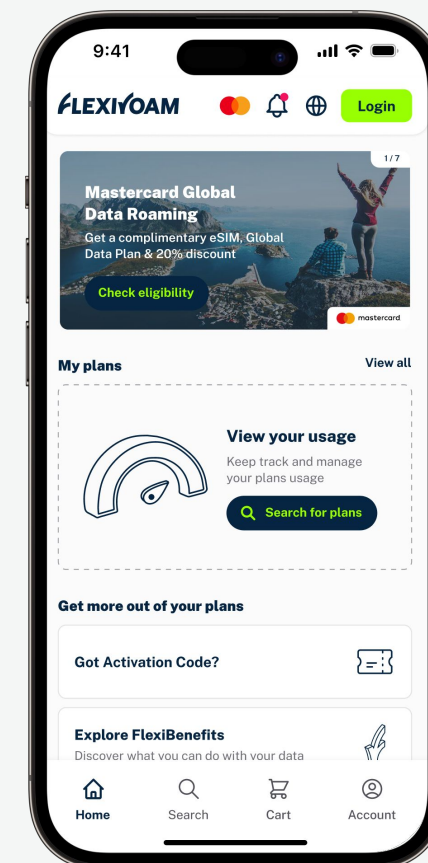 9:41
FLEXIROAM
Login
1/7
Mastercard Global
Data Roaming
Get a complimentary eSIM, Global
Data Plan & 20% discount
Check eligibility
mastercard
My plans
View all
View your usage
Keep track and manage
your plans usage
Search for plans
Get more out of your plans
Got Activation Code?
Explore FlexiBenefits
Discover what you can do with your data
Home
Search
Cart
Account